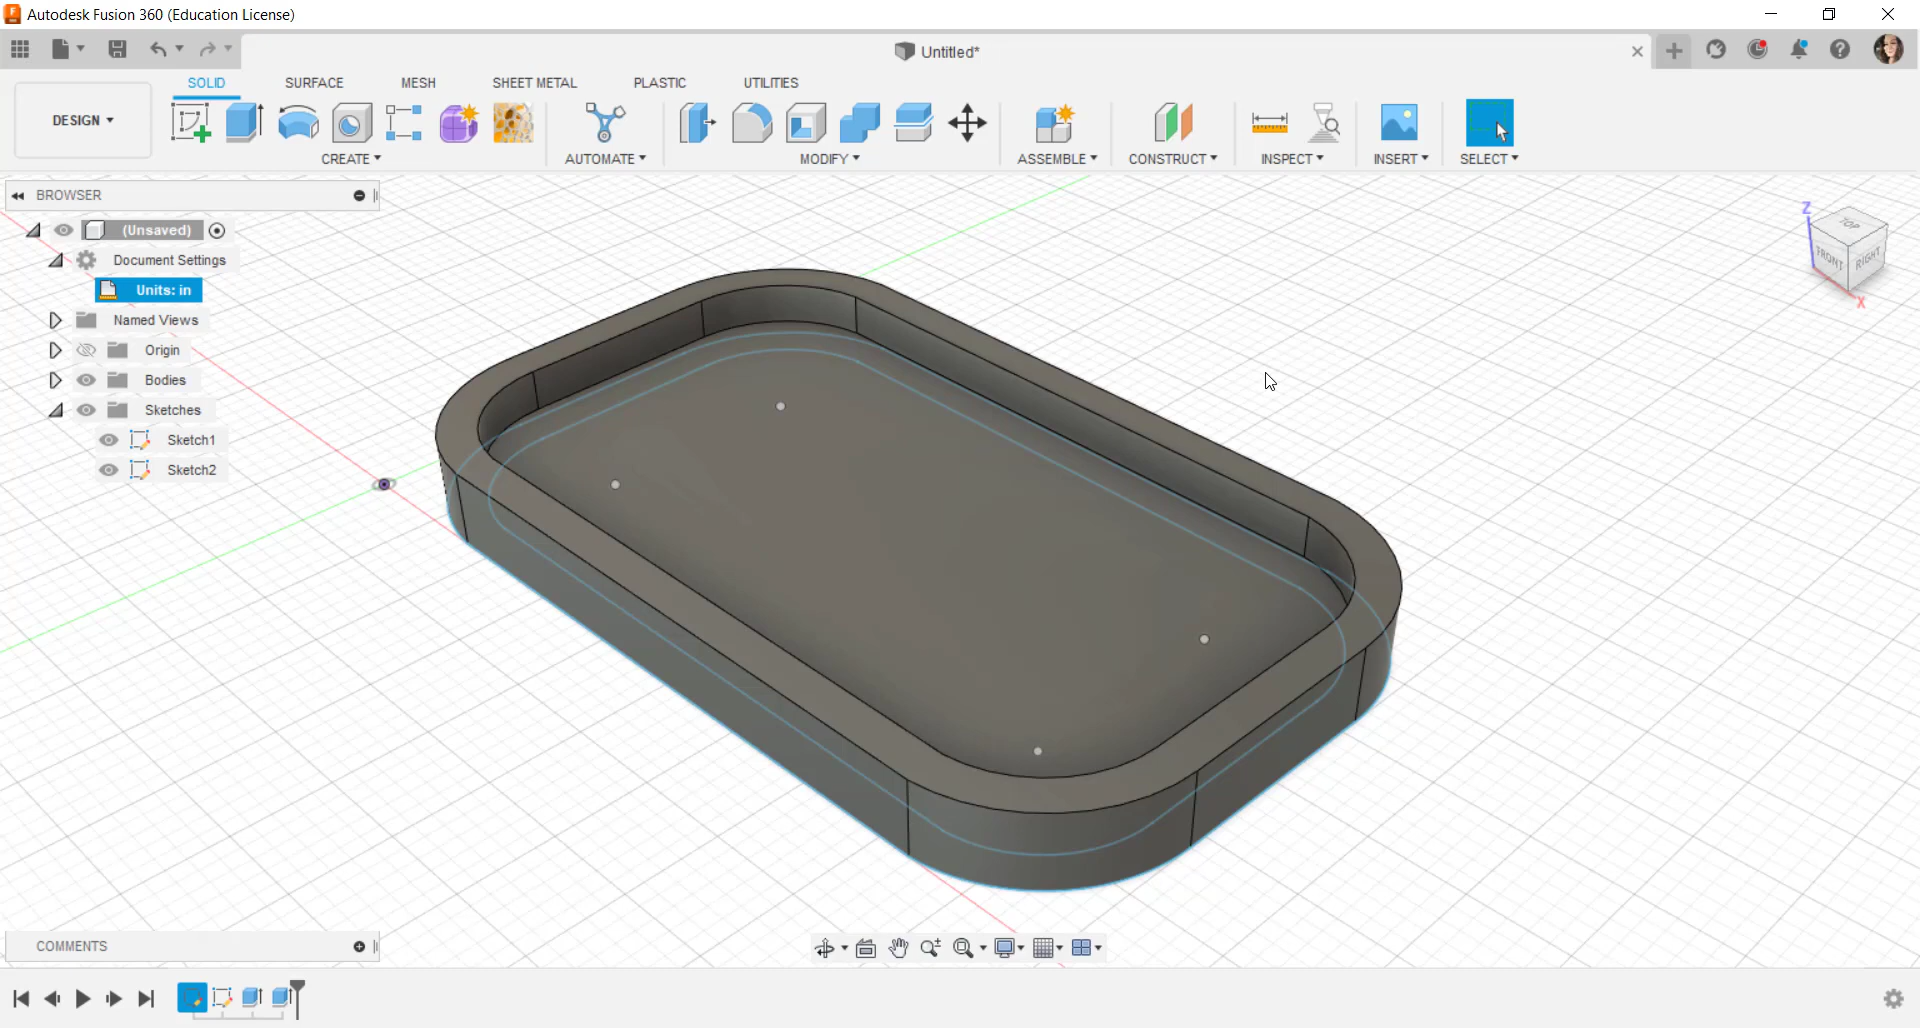 Autodesk Fusion 360 (Education License)
Untitled*
SOLID SURFACE MESH SHEET METAL PLASTIC UTILITIES
DESIGN
CREATE AUTOMATE MODIFY ASSEMBLE CONSTRUCT INSPECT INSERT SELECT
BROWSER
(Unsaved)
Document Settings
Units: in
Named Views
Origin
Bodies
Sketches
Sketch1
Sketch2
Z
TOP
FRONT RIGHT
X
COMMENTS